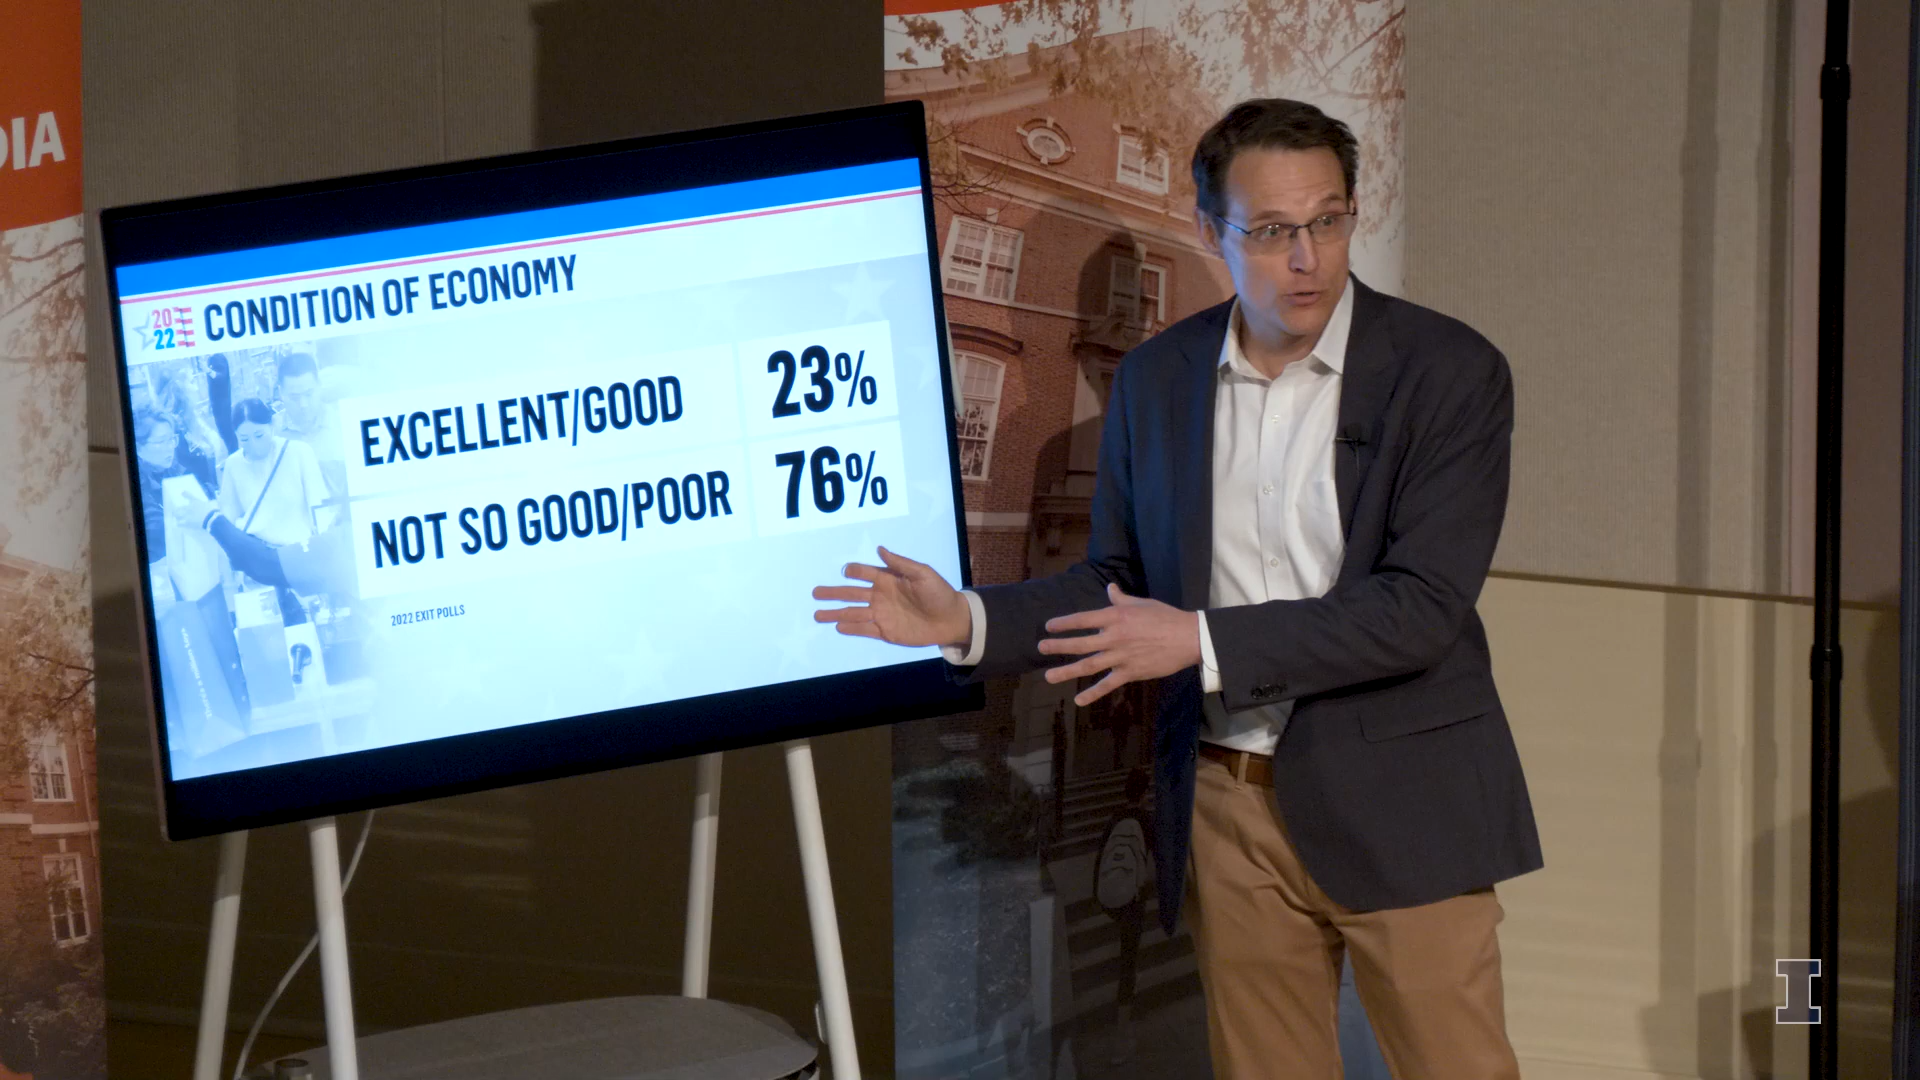 DIA
2022
CONDITION OF ECONOMY
EXCELLENT/GOOD 23%
NOT SO GOOD/POOR 76%
2022 EXIT POLLS
I